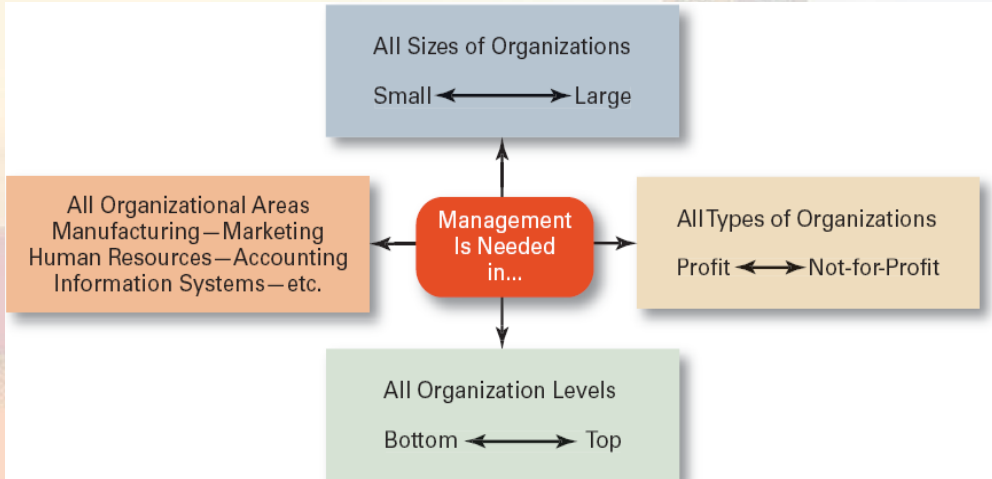 All Sizes of Organizations
Small Large
All Organizational Areas
Manufacturing—Marketing
Human Resources—Accounting
Information Systems—etc.
Management
Is Needed
in...
All Types of Organizations
Profit Not-for-Profit
All Organization Levels
Bottom Top